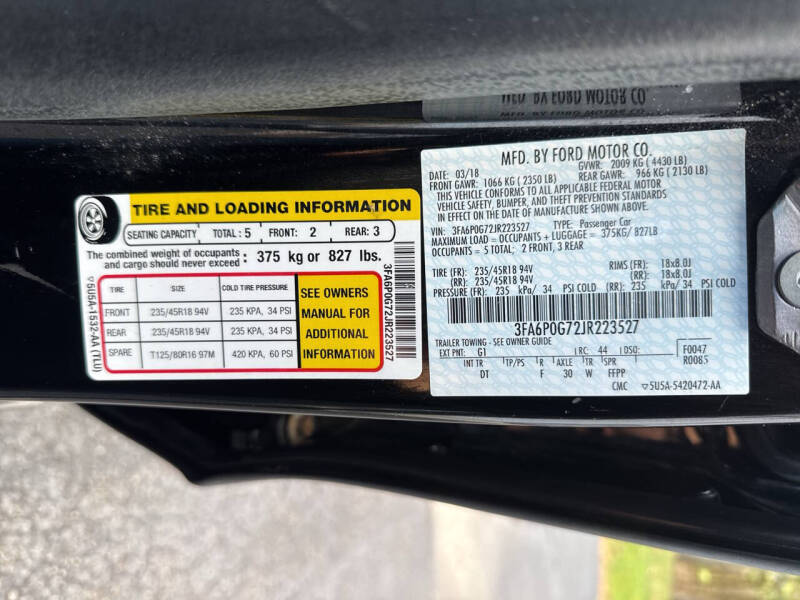 MFD. BY FORD MOTOR CO.
TIRE AND LOADING INFORMATION
SEATING CAPACITY TOTAL : 5 FRONT: 2 REAR: 3
The combined weight of occupants and cargo should never exceed : 375 kg or 827 lbs.
TIRE SIZE COLD TIRE PRESSURE
FRONT 235/45R18 94V 235 KPA, 34 PSI
REAR 235/45R18 94V 235 KPA, 34 PSI
SPARE T125/80R16 97M 420 KPA, 60 PSI
SEE OWNERS
MANUAL FOR
ADDITIONAL
INFORMATION
▽5U5A-1532-AA (TLU)
3FA6P0G72JR223527
MFD. BY FORD MOTOR CO.
DATE: 03/18 GVWR: 2009 KG ( 4430 LB)
FRONT GAWR: 1066 KG ( 2350 LB) REAR GAWR: 966 KG ( 2130 LB)
THIS VEHICLE CONFORMS TO ALL APPLICABLE FEDERAL MOTOR
VEHICLE SAFETY, BUMPER, AND THEFT PREVENTION STANDARDS
IN EFFECT ON THE DATE OF MANUFACTURE SHOWN ABOVE.
VIN: 3FA6P0G72JR223527 TYPE: Passenger Car
MAXIMUM LOAD = OCCUPANTS + LUGGAGE = 375KG/ 827LB
OCCUPANTS = 5 TOTAL; 2 FRONT, 3 REAR
TIRE (FR): 235/45R18 94V RIMS (FR): 18x8.0J
(RR): 235/45R18 94V (RR): 18x8.0J
PRESSURE (FR): 235 kPa/ 34 PSI COLD (RR): 235 kPa/ 34 PSI COLD
3FA6P0G72JR223527
TRAILER TOWING - SEE OWNER GUIDE
EXT PNT: G1 RC: 44 DSO: F0047
R0085
INT TR TP/PS R AXLE TR SPR
DT F 30 W FFPP
CMC ▽5U5A-5420472-AA